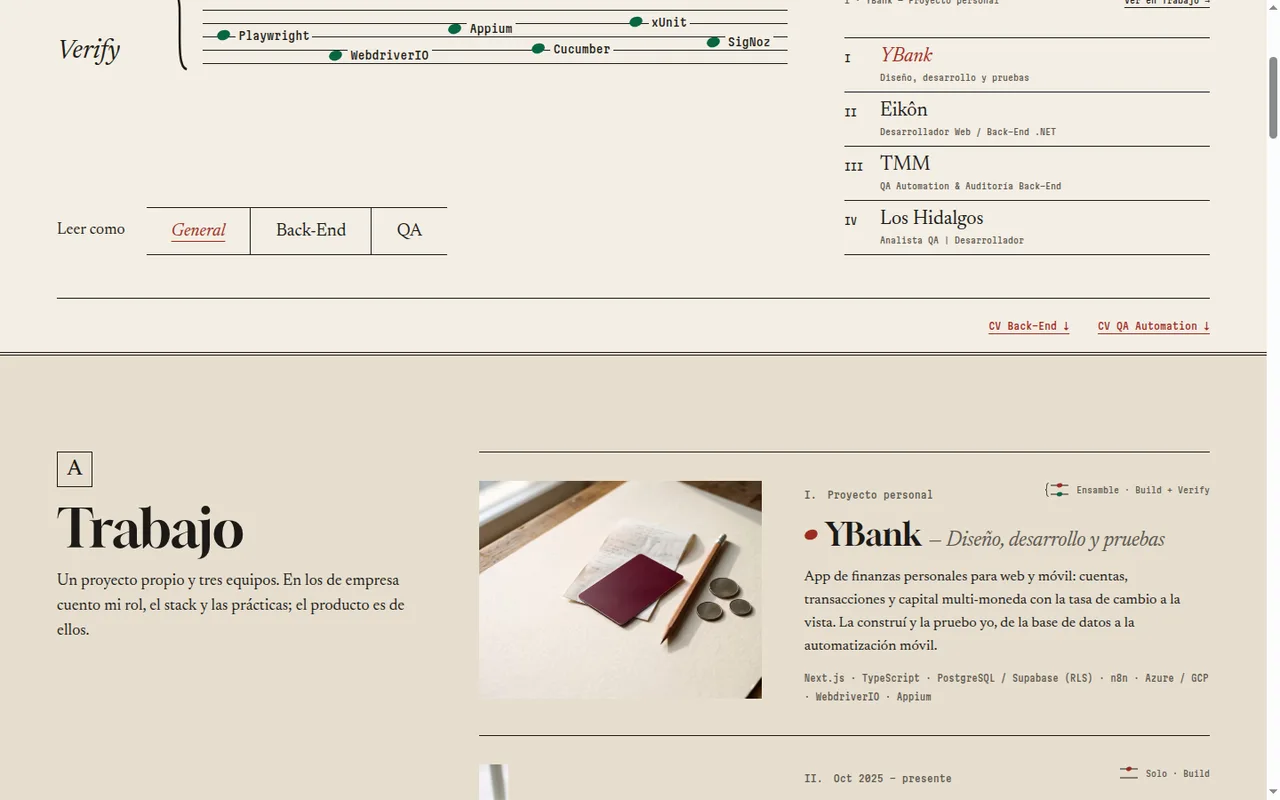 I · YBank — Proyecto personal
Ver en Trabajo →
Verify
Playwright
WebdriverIO
Appium
Cucumber
xUnit
SigNoz
I
YBank
Diseño, desarrollo y pruebas
II
Eikôn
Desarrollador Web / Back-End .NET
III
TMM
QA Automation & Auditoría Back-End
IV
Los Hidalgos
Analista QA | Desarrollador
Leer como
General
Back-End
QA
CV Back-End ↓
CV QA Automation ↓
A
Trabajo
Un proyecto propio y tres equipos. En los de empresa
cuento mi rol, el stack y las prácticas; el producto es de
ellos.
I. Proyecto personal
Ensamble · Build + Verify
YBank — Diseño, desarrollo y pruebas
App de finanzas personales para web y móvil: cuentas,
transacciones y capital multi-moneda con la tasa de cambio a la
vista. La construí y la pruebo yo, de la base de datos a la
automatización móvil.
Next.js · TypeScript · PostgreSQL / Supabase (RLS) · n8n · Azure / GCP
· WebdriverIO · Appium
II. Oct 2025 — presente
Solo · Build